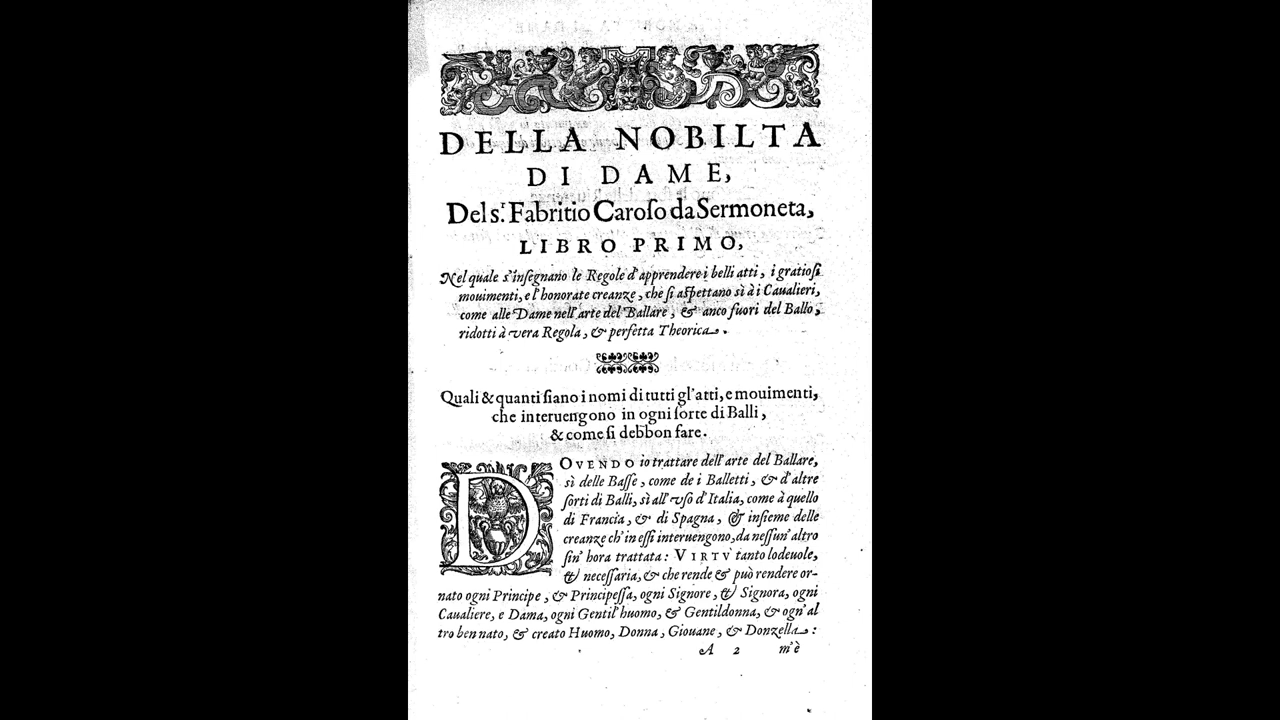 DELLA NOBILTA
DI DAME,
Del s.r Fabritio Caroſo da Sermoneta,
LIBRO PRIMO,
Nel quale s'inſegnano le Regole d'apprendere i belli atti, i gratioſi
mouimenti, e l'honorate creanze, che ſi aſpettano sì à i Caualieri,
come alle Dame nell'arte del Ballare, & anco fuori del Ballo,
ridotti à vera Regola, & perfetta Theorica.
Quali & quanti ſiano i nomi di tutti gl'atti, e mouimenti,
che interuengono in ogni ſorte di Balli,
& come ſi debbon fare.
DOVENDO io trattare dell'arte del Ballare,
sì delle Baſſe, come de i Balletti, & d'altre
ſorti di Balli, sì all'vſo d'Italia, come à quello
di Francia, & di Spagna, & inſieme delle
creanze ch'in eſſi interuengono, da neſſun'altro
ſin' hora trattata: VIRTV' tanto lodeuole,
& neceſſaria, & che rende & può rendere or-
nato ogni Principe, & Principeſſa, ogni Signore, & Signora, ogni
Caualiere, e Dama, ogni Gentil'huomo, & Gentildonna, & ogn'al
tro ben nato, & creato Huomo, Donna, Giouane, & Donzella:
A 2 m'è